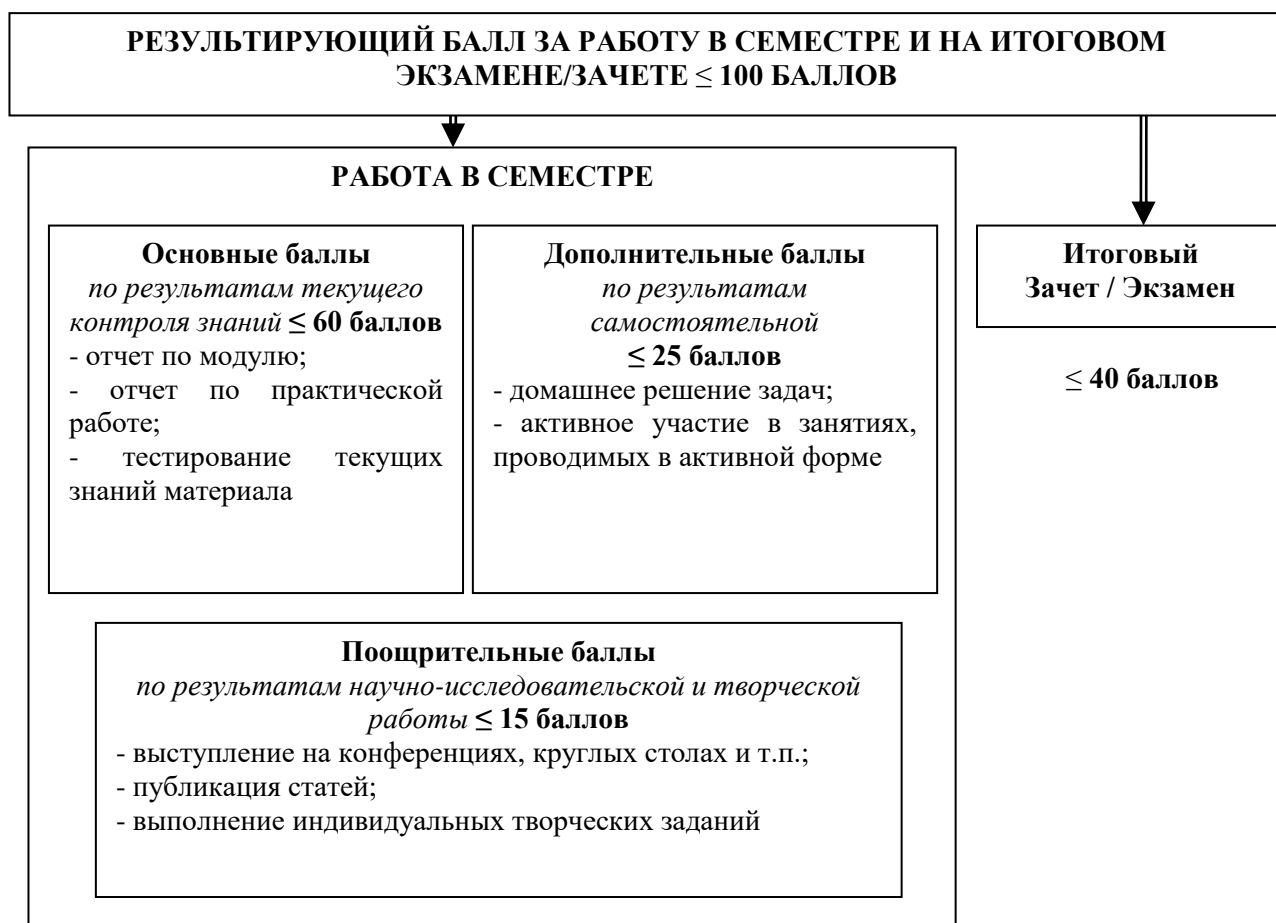 РЕЗУЛЬТИРУЮЩИЙ БАЛЛ ЗА РАБОТУ В СЕМЕСТРЕ И НА ИТОГОВОМ
ЭКЗАМЕНЕ/ЗАЧЕТЕ ≤ 100 БАЛЛОВ
РАБОТА В СЕМЕСТРЕ
Основные баллы
по результатам текущего
контроля знаний ≤ 60 баллов
- отчет по модулю;
- отчет по практической
работе;
- тестирование текущих
знаний материала
Дополнительные баллы
по результатам
самостоятельной
≤ 25 баллов
- домашнее решение задач;
- активное участие в занятиях,
проводимых в активной форме
Итоговый
Зачет / Экзамен
≤ 40 баллов
Поощрительные баллы
по результатам научно-исследовательской и творческой
работы ≤ 15 баллов
- выступление на конференциях, круглых столах и т.п.;
- публикация статей;
- выполнение индивидуальных творческих заданий